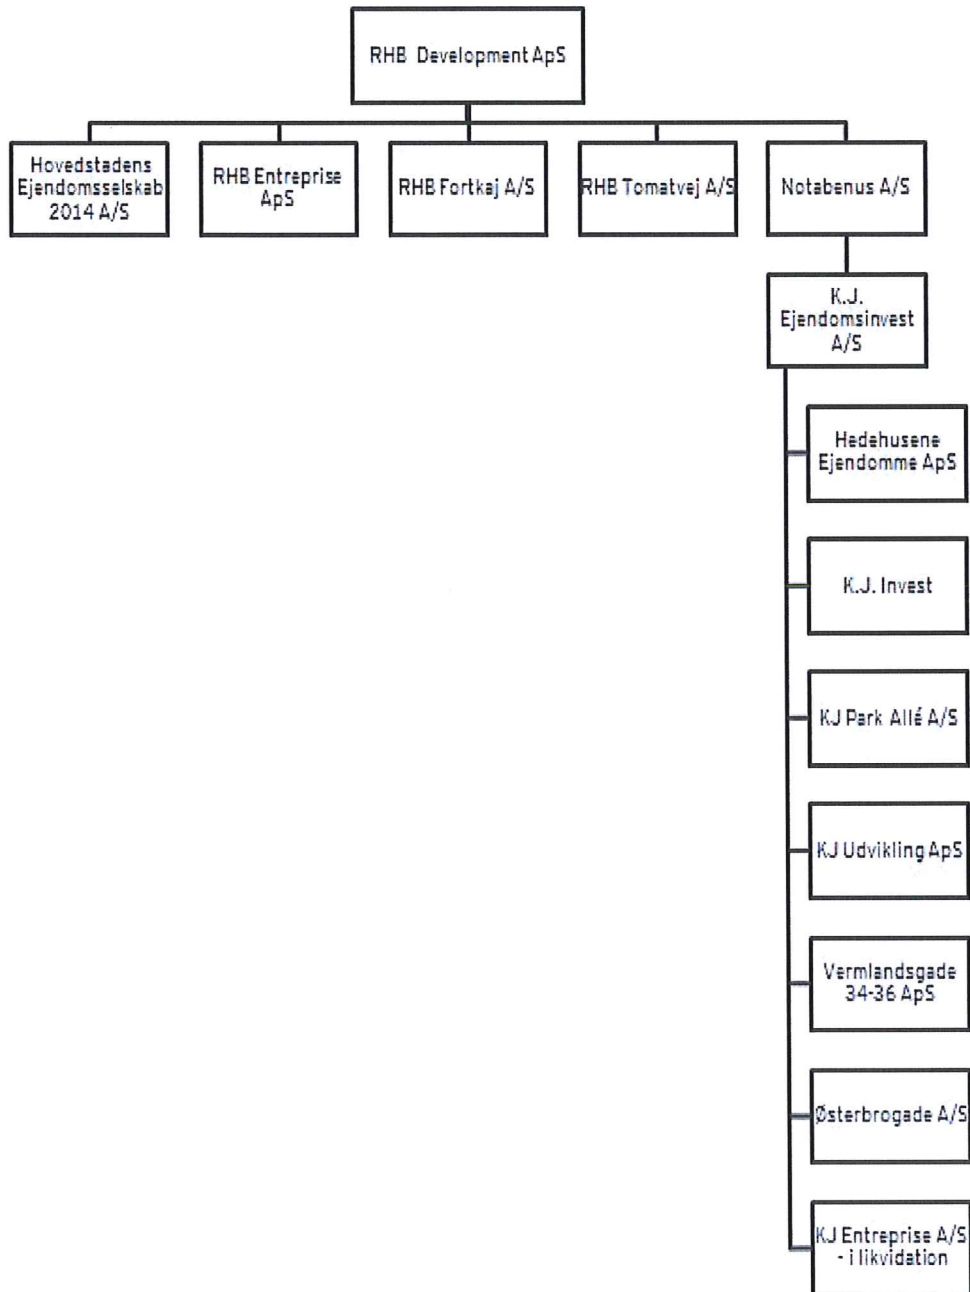 RHB Development ApS
Hovedstadens
Ejendomsselskab
2014 A/S
RHB Entreprise
ApS
RHB Fortkaj A/S
RHB Tomatvej A/S
Notabenus A/S
K.J.
Ejendomsinvest
A/S
Hedehusene
Ejendomme ApS
K.J. Invest
KJ Park Allé A/S
KJ Udvikling ApS
Vermlandsgade
34-36 ApS
Østerbrogade A/S
KJ Entreprise A/S
- i likvidation